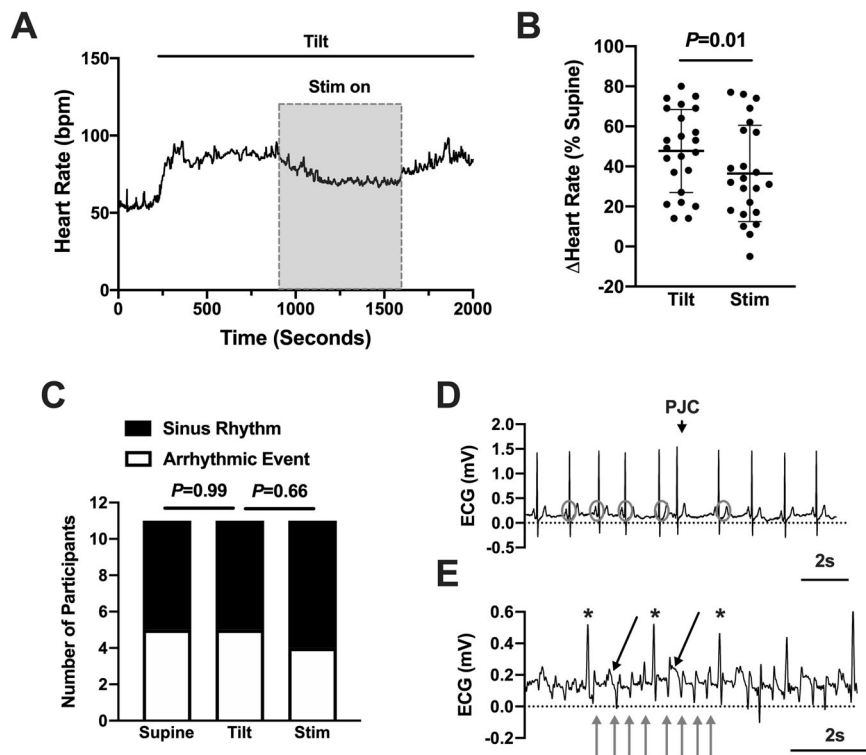 A
Tilt
150
100
50
0
Heart Rate (bpm)
Stim on
0 500 1000 1500 2000
Time (Seconds)
B
P=0.01
100
80
60
40
20
0
-20
ΔHeart Rate (% Supine)
Tilt Stim
C
Sinus Rhythm
Arrhythmic Event
P=0.99 P=0.66
12
10
8
6
4
2
0
Number of Participants
Supine Tilt Stim
D
PJC
2.0
1.5
1.0
0.5
0.0
-0.5
ECG (mV)
2s
E
0.6
0.4
0.2
0.0
-0.2
ECG (mV)
* * *
2s